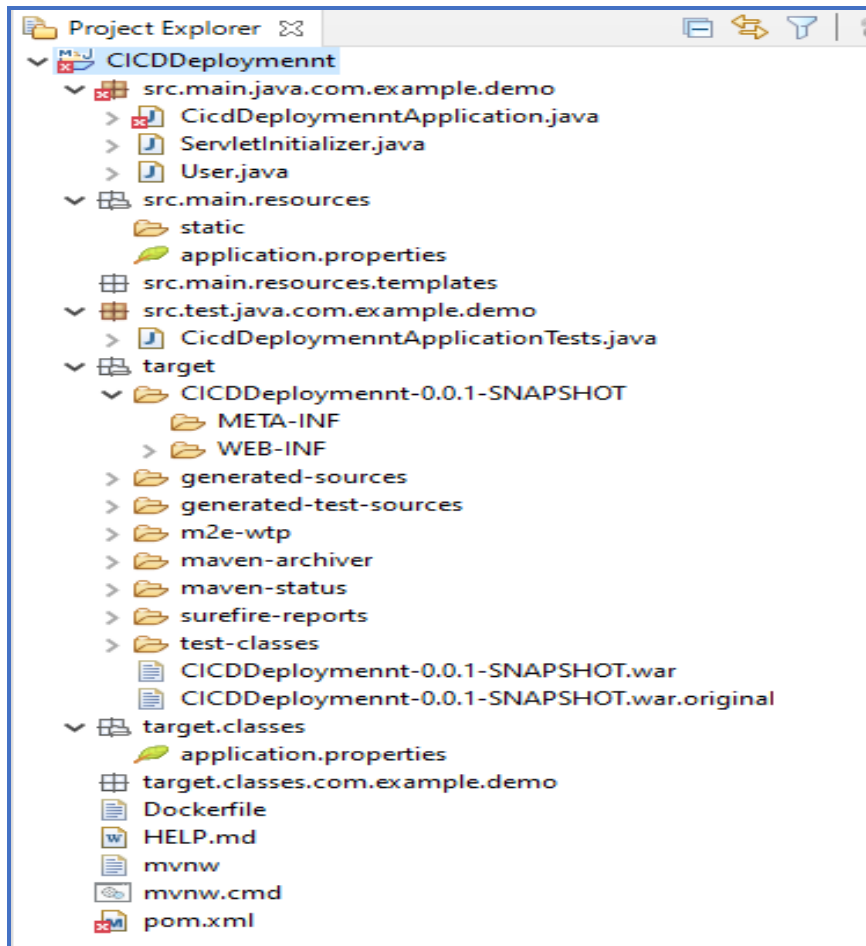 Project Explorer
CICDDeploymennt
src.main.java.com.example.demo
CicdDeploymenntApplication.java
ServletInitializer.java
User.java
src.main.resources
static
application.properties
src.main.resources.templates
src.test.java.com.example.demo
CicdDeploymenntApplicationTests.java
target
CICDDeploymennt-0.0.1-SNAPSHOT
META-INF
WEB-INF
generated-sources
generated-test-sources
m2e-wtp
maven-archiver
maven-status
surefire-reports
test-classes
CICDDeploymennt-0.0.1-SNAPSHOT.war
CICDDeploymennt-0.0.1-SNAPSHOT.war.original
target.classes
application.properties
target.classes.com.example.demo
Dockerfile
HELP.md
mvnw
mvnw.cmd
pom.xml